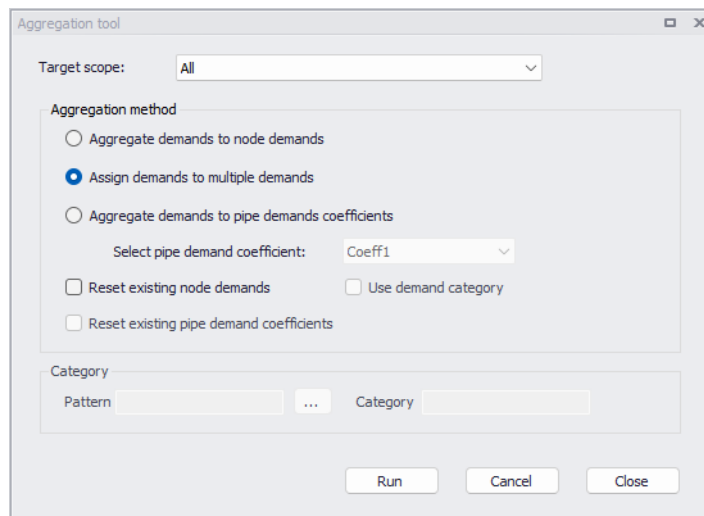 Aggregation tool
Target scope: All
Aggregation method
Aggregate demands to node demands
Assign demands to multiple demands
Aggregate demands to pipe demands coefficients
Select pipe demand coefficient: Coeff1
Reset existing node demands Use demand category
Reset existing pipe demand coefficients
Category
Pattern ... Category
Run Cancel Close